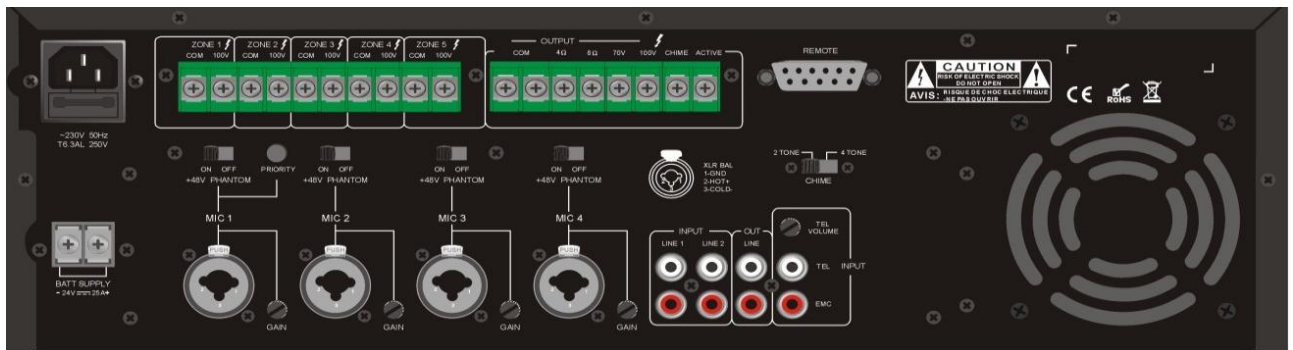 ZONE 1 ZONE 2 ZONE 3 ZONE 4 ZONE 5
COM 100V COM 100V COM 100V COM 100V COM 100V
OUTPUT
COM 4Ω 8Ω 70V 100V CHIME ACTIVE
REMOTE
CAUTION
RISK OF ELECTRIC SHOCK
DO NOT OPEN
AVIS: RISQUE DE CHOC ELECTRIQUE
-NE PAS OUVRIR
CE RoHS
~230V 50Hz
T6.3AL 250V
ON OFF PRIORITY ON OFF ON OFF ON OFF
+48V PHANTOM +48V PHANTOM +48V PHANTOM +48V PHANTOM
XLR BAL
1-GND
2-HOT+
3-COLD-
2 TONE 4 TONE
CHIME
MIC 1 MIC 2 MIC 3 MIC 4
PUSH PUSH PUSH PUSH
GAIN GAIN GAIN GAIN
BATT SUPPLY
- 24V 25A+
INPUT OUT
LINE 1 LINE 2 LINE
TEL
VOLUME
TEL INPUT
EMC